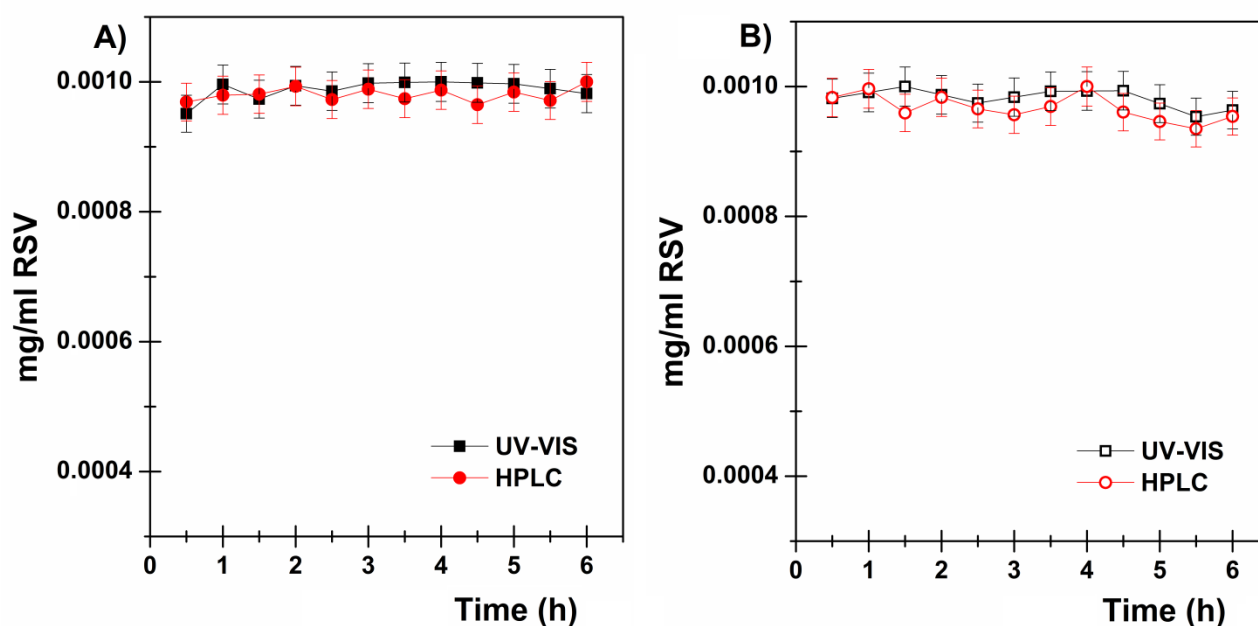 A)
mg/ml RSV
0.0010
0.0008
0.0006
0.0004
UV-VIS
HPLC
0 1 2 3 4 5 6
Time (h)
B)
mg/ml RSV
0.0010
0.0008
0.0006
0.0004
UV-VIS
HPLC
0 1 2 3 4 5 6
Time (h)